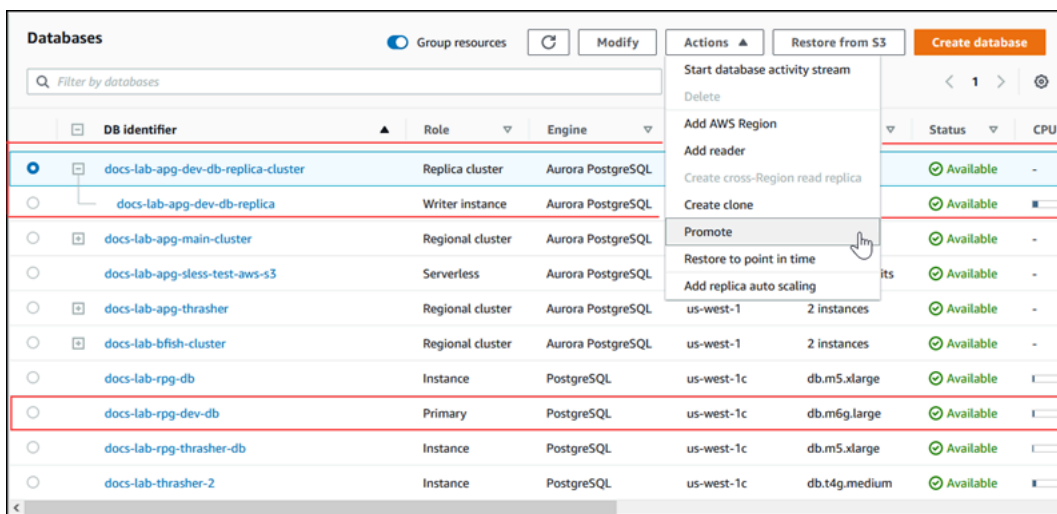 Databases Group resources Modify Actions ▲ Restore from S3 Create database
Filter by databases < 1 >
Start database activity stream
Delete
Add AWS Region
Add reader
Create cross-Region read replica
Create clone
Promote
Restore to point in time
Add replica auto scaling
DB identifier Role Engine Status CPU
docs-lab-apg-dev-db-replica-cluster Replica cluster Aurora PostgreSQL Available -
docs-lab-apg-dev-db-replica Writer instance Aurora PostgreSQL Available
docs-lab-apg-main-cluster Regional cluster Aurora PostgreSQL Available -
docs-lab-apg-sless-test-aws-s3 Serverless Aurora PostgreSQL its Available -
docs-lab-apg-thrasher Regional cluster Aurora PostgreSQL us-west-1 2 instances Available -
docs-lab-bfish-cluster Regional cluster Aurora PostgreSQL us-west-1 2 instances Available -
docs-lab-rpg-db Instance PostgreSQL us-west-1c db.m5.xlarge Available
docs-lab-rpg-dev-db Primary PostgreSQL us-west-1c db.m6g.large Available
docs-lab-rpg-thrasher-db Instance PostgreSQL us-west-1c db.m5.xlarge Available
docs-lab-thrasher-2 Instance PostgreSQL us-west-1c db.t4g.medium Available